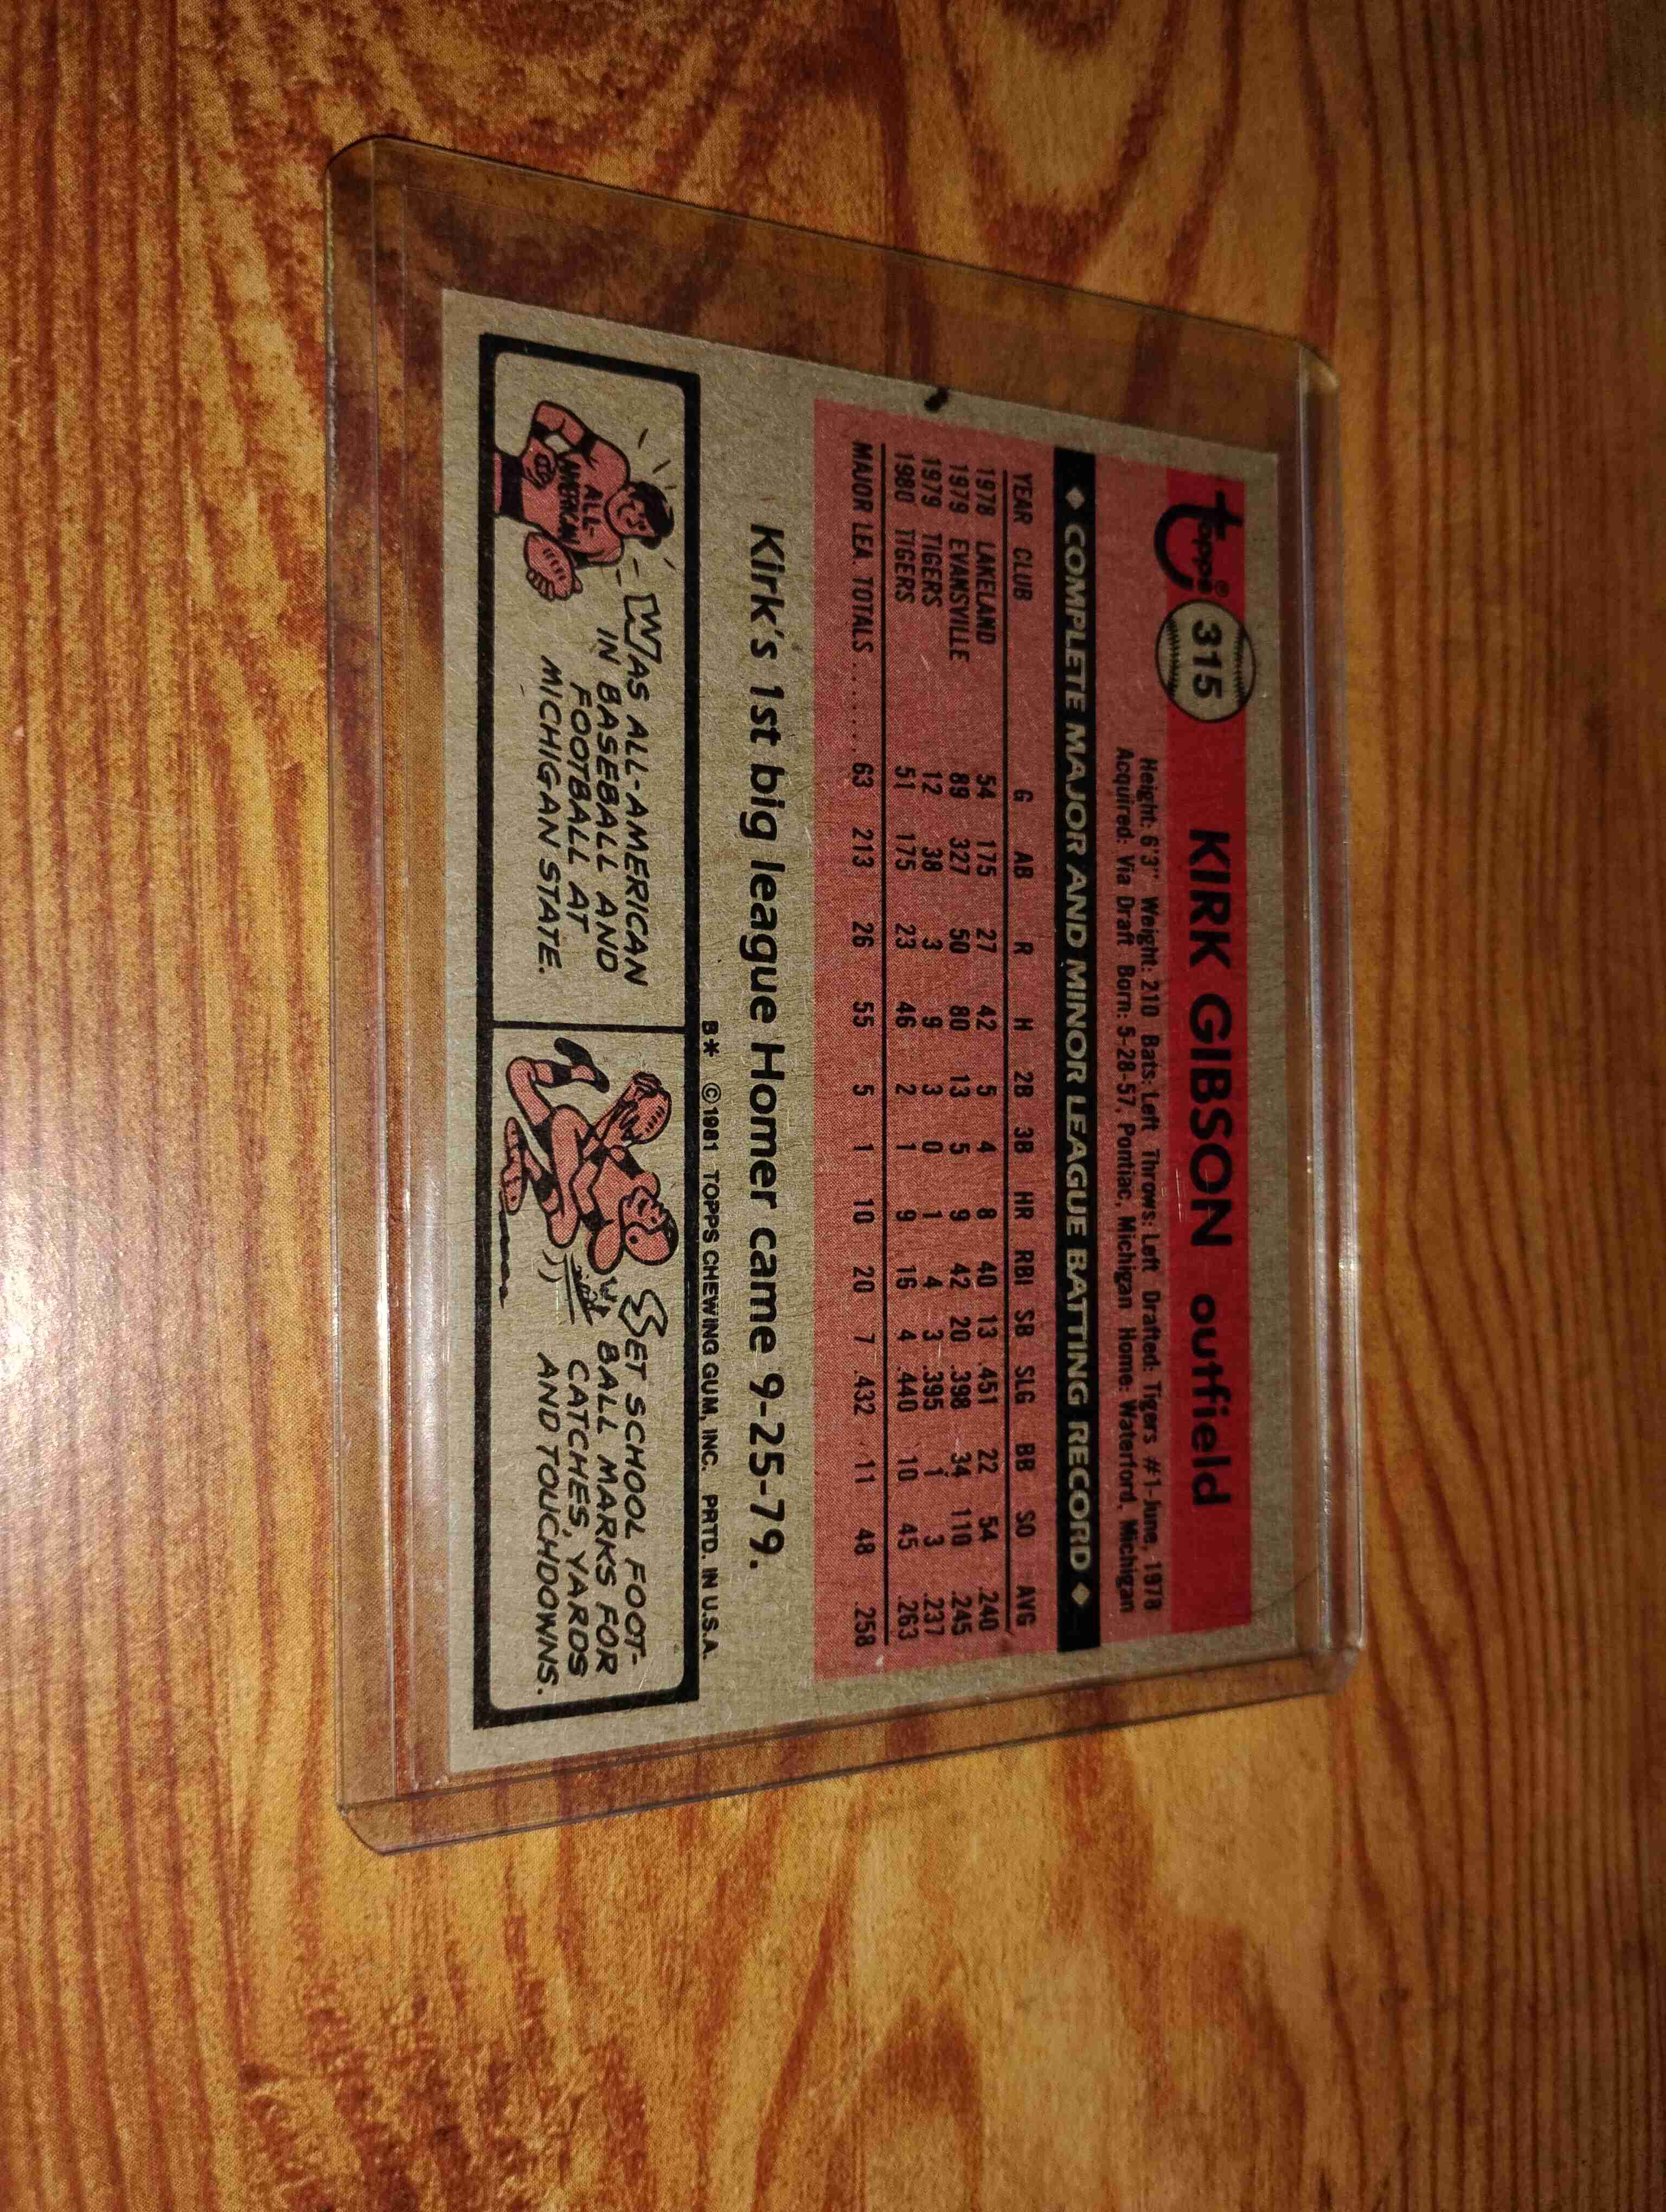 topps®
315
KIRK GIBSON outfield
Height: 6'3" Weight: 210 Bats: Left Throws: Left Drafted: Tigers #1-June, 1978
Acquired: Via Draft Born: 5-28-57, Pontiac, Michigan Home: Waterford, Michigan
◆ COMPLETE MAJOR AND MINOR LEAGUE BATTING RECORD ◆
YEAR CLUB G AB R H 2B 3B HR RBI SB SLG BB SO AVG
1978 LAKELAND 54 175 27 42 5 4 8 40 13 .451 22 54 .240
1979 EVANSVILLE 89 327 50 80 13 5 9 42 20 .398 34 110 .245
1979 TIGERS 12 38 3 9 3 0 1 4 3 .395 1 3 .237
1980 TIGERS 51 175 23 46 2 1 9 16 4 .440 10 45 .263
MAJOR LEA. TOTALS ........ 63 213 26 55 5 1 10 20 7 .432 11 48 .258
Kirk's 1st big league Homer came 9-25-79.
B* ©1981 TOPPS CHEWING GUM, INC. PRTD. IN U.S.A.
ALL-
AMERICAN
WAS ALL-AMERICAN
IN BASEBALL AND
FOOTBALL AT
MICHIGAN STATE.
SET SCHOOL FOOT-
BALL MARKS FOR
CATCHES, YARDS
AND TOUCHDOWNS.